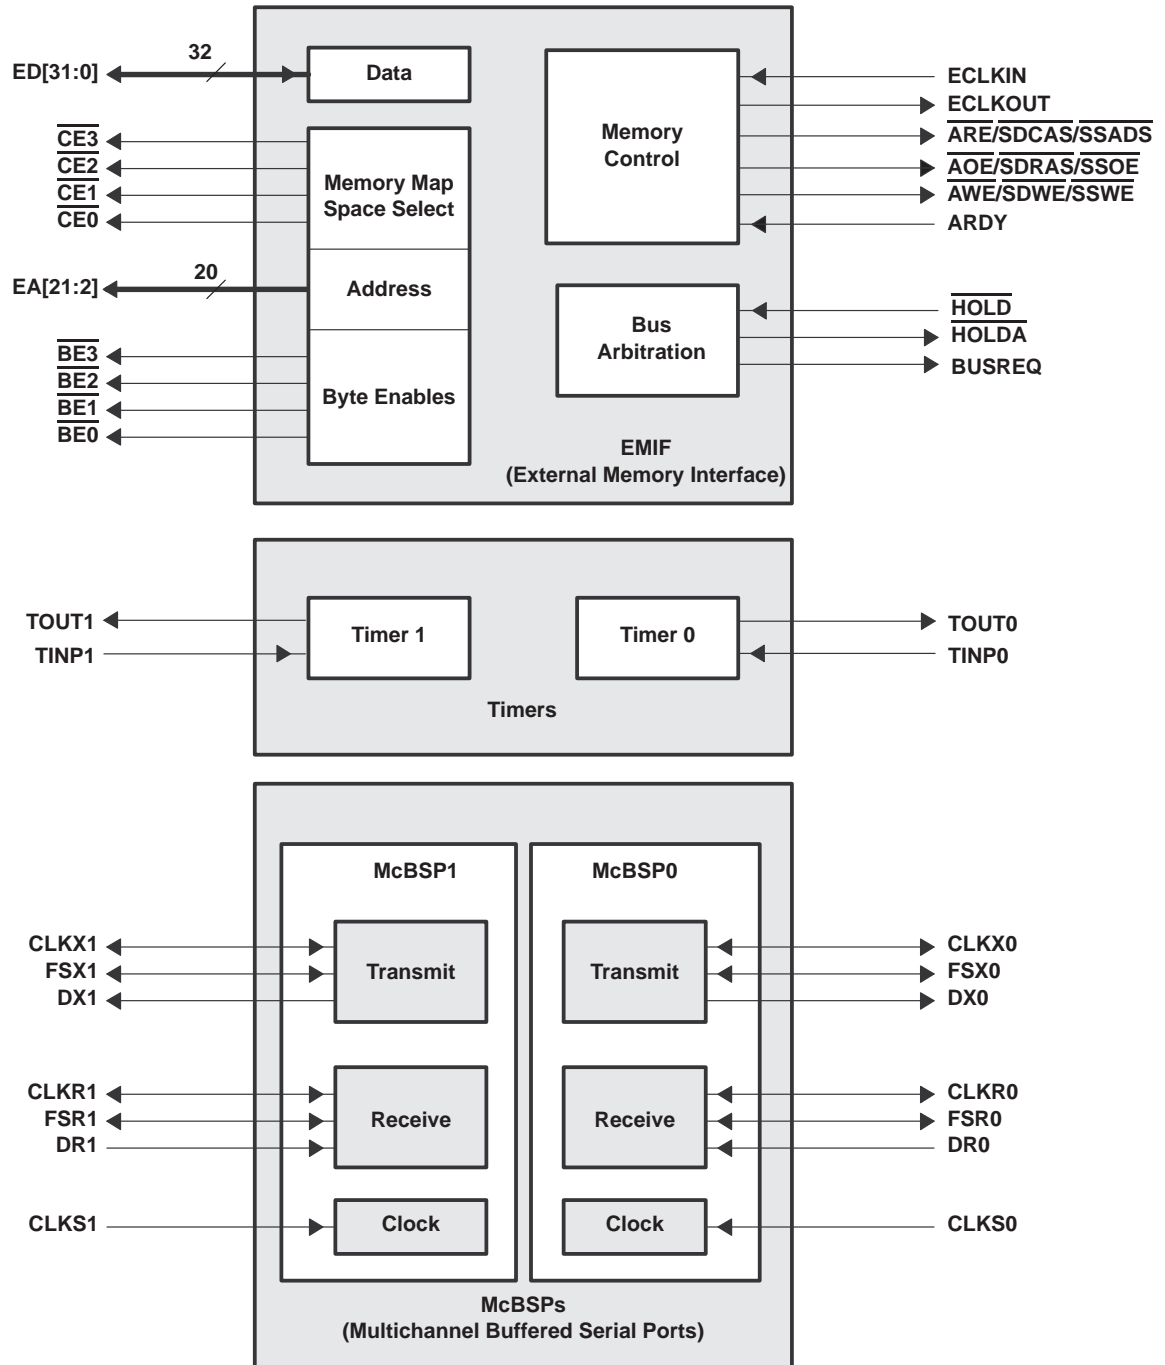 32
ED[31:0]
Data
CE3
CE2
CE1
CE0
Memory Map
Space Select
20
EA[21:2]
Address
BE3
BE2
BE1
BE0
Byte Enables
Memory
Control
ECLKIN
ECLKOUT
ARE/SDCAS/SSADS
AOE/SDRAS/SSOE
AWE/SDWE/SSWE
ARDY
Bus
Arbitration
HOLD
HOLDA
BUSREQ
EMIF
(External Memory Interface)
TOUT1
TINP1
Timer 1
Timer 0
TOUT0
TINP0
Timers
McBSP1
McBSP0
CLKX1
FSX1
DX1
Transmit
Transmit
CLKX0
FSX0
DX0
CLKR1
FSR1
DR1
Receive
Receive
CLKR0
FSR0
DR0
CLKS1
Clock
Clock
CLKS0
McBSPs
(Multichannel Buffered Serial Ports)